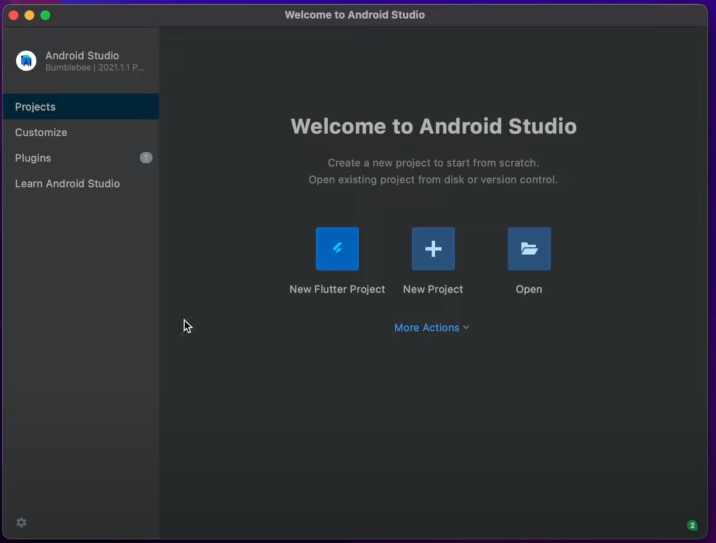 Welcome to Android Studio
Android Studio
Bumblebee | 2021.1.1 P...
Projects
Customize
Plugins
1
Learn Android Studio
Welcome to Android Studio
Create a new project to start from scratch.
Open existing project from disk or version control.
New Flutter Project
New Project
Open
More Actions
2